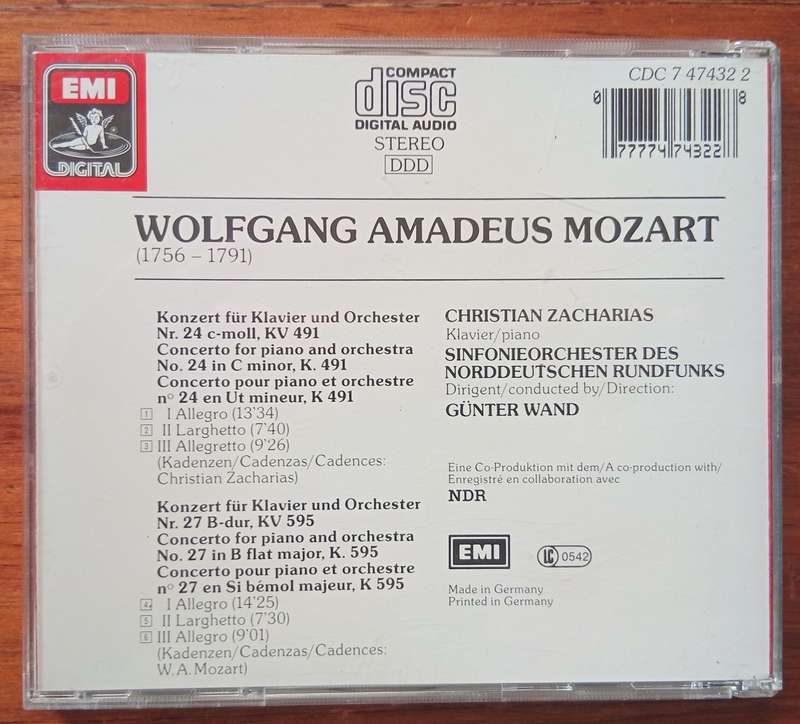 EMI
DIGITAL
COMPACT
disc
DIGITAL AUDIO
STEREO
DDD
CDC 7 47432 2
0 77774 74322 8
WOLFGANG AMADEUS MOZART
(1756 – 1791)
Konzert für Klavier und Orchester
Nr. 24 c-moll, KV 491
Concerto for piano and orchestra
No. 24 in C minor, K. 491
Concerto pour piano et orchestre
n° 24 en Ut mineur, K 491
1 I Allegro (13'34)
2 II Larghetto (7'40)
3 III Allegretto (9'26)
(Kadenzen/Cadenzas/Cadences:
Christian Zacharias)
Konzert für Klavier und Orchester
Nr. 27 B-dur, KV 595
Concerto for piano and orchestra
No. 27 in B flat major, K. 595
Concerto pour piano et orchestre
n° 27 en Si bémol majeur, K 595
4 I Allegro (14'25)
5 II Larghetto (7'30)
6 III Allegro (9'01)
(Kadenzen/Cadenzas/Cadences:
W. A. Mozart)
CHRISTIAN ZACHARIAS
Klavier/piano
SINFONIEORCHESTER DES
NORDDEUTSCHEN RUNDFUNKS
Dirigent/conducted by/Direction:
GÜNTER WAND
Eine Co-Produktion mit dem/A co-production with/
Enregistré en collaboration avec
NDR
EMI
LC 0542
Made in Germany
Printed in Germany